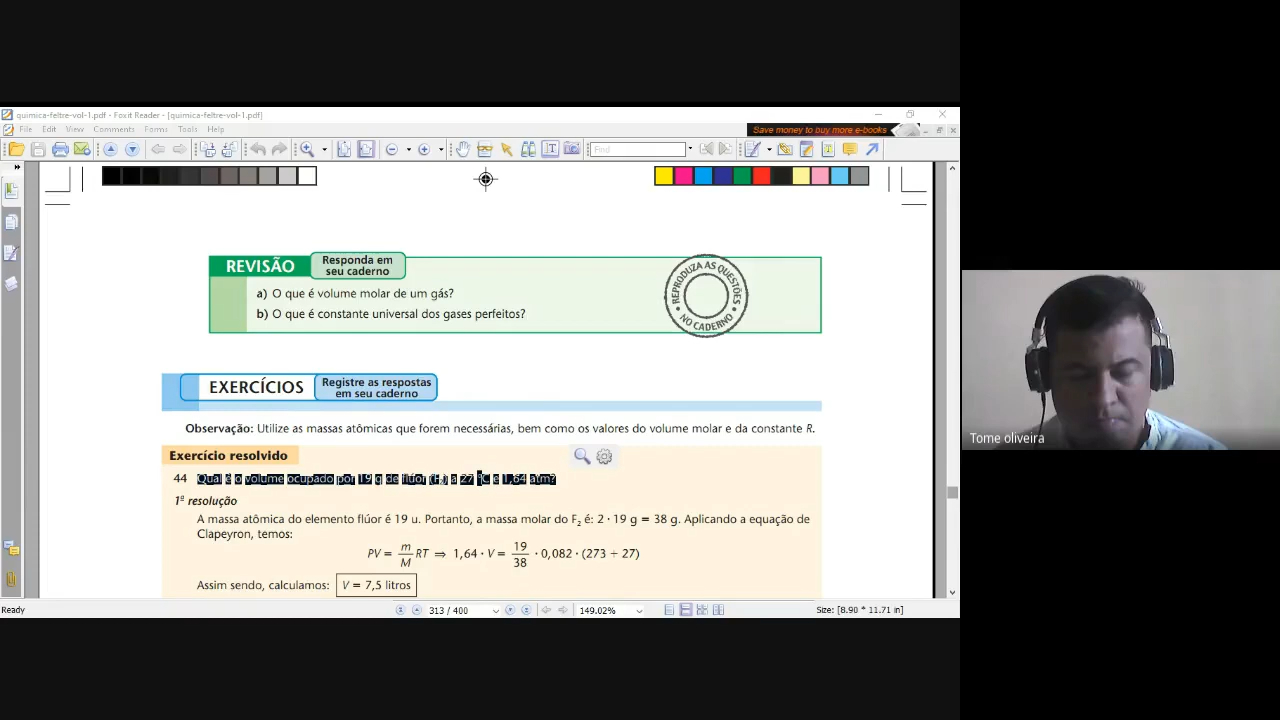 quimica-feltre-vol-1.pdf - Foxit Reader - [quimica-feltre-vol-1.pdf]
File Edit View Comments Forms Tools Help
Save money to buy more e-books
Find
REVISÃO
Responda em
seu caderno
a) O que é volume molar de um gás?
b) O que é constante universal dos gases perfeitos?
REPRODUZA AS QUESTÕES
• NO CADERNO •
EXERCÍCIOS
Registre as respostas
em seu caderno
Observação: Utilize as massas atômicas que forem necessárias, bem como os valores do volume molar e da constante R.
Exercício resolvido
44 Qual é o volume ocupado por 19 g de flúor (F₂) a 27 °C e 1,64 atm?
1ª resolução
A massa atômica do elemento flúor é 19 u. Portanto, a massa molar do F₂ é: 2 · 19 g = 38 g. Aplicando a equação de
Clapeyron, temos:
PV = m/M RT ⇒ 1,64 · V = 19/38 · 0,082 · (273 + 27)
Assim sendo, calculamos: V = 7,5 litros
Ready
313 / 400
149.02%
Size: [8.90 * 11.71 in]
Tome oliveira